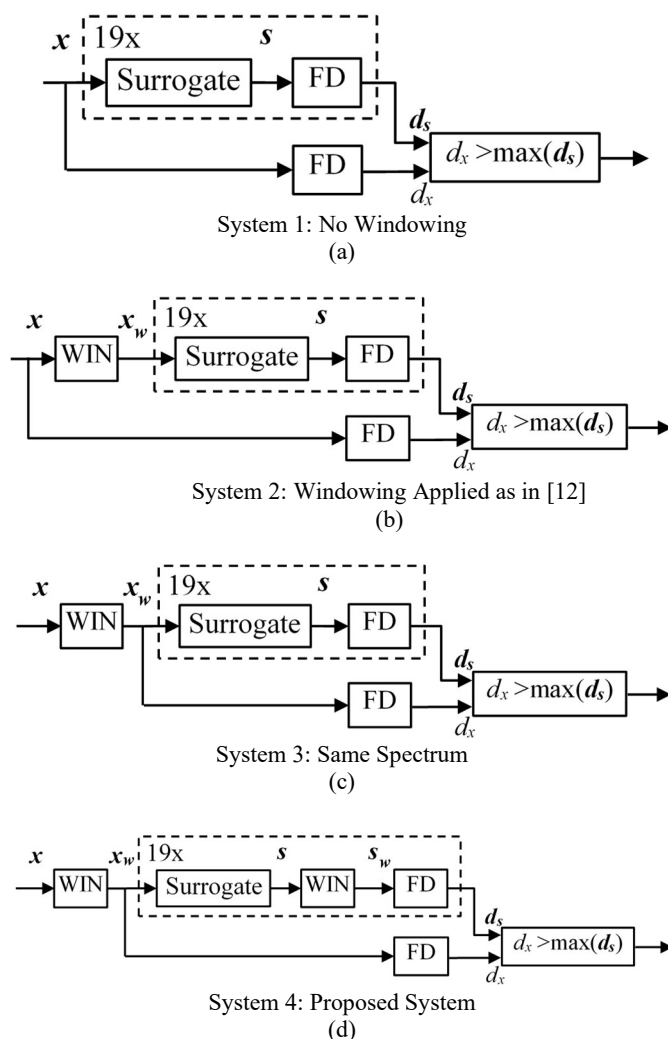 x 19x s
Surrogate FD
d_s
FD d_x >max(d_s)
d_x
System 1: No Windowing
(a)
x x_w 19x s
WIN Surrogate FD
d_s
FD d_x >max(d_s)
d_x
System 2: Windowing Applied as in [12]
(b)
x x_w 19x s
WIN Surrogate FD
d_s
FD d_x >max(d_s)
d_x
System 3: Same Spectrum
(c)
x x_w 19x s s_w
WIN Surrogate WIN FD
d_s
FD d_x >max(d_s)
d_x
System 4: Proposed System
(d)